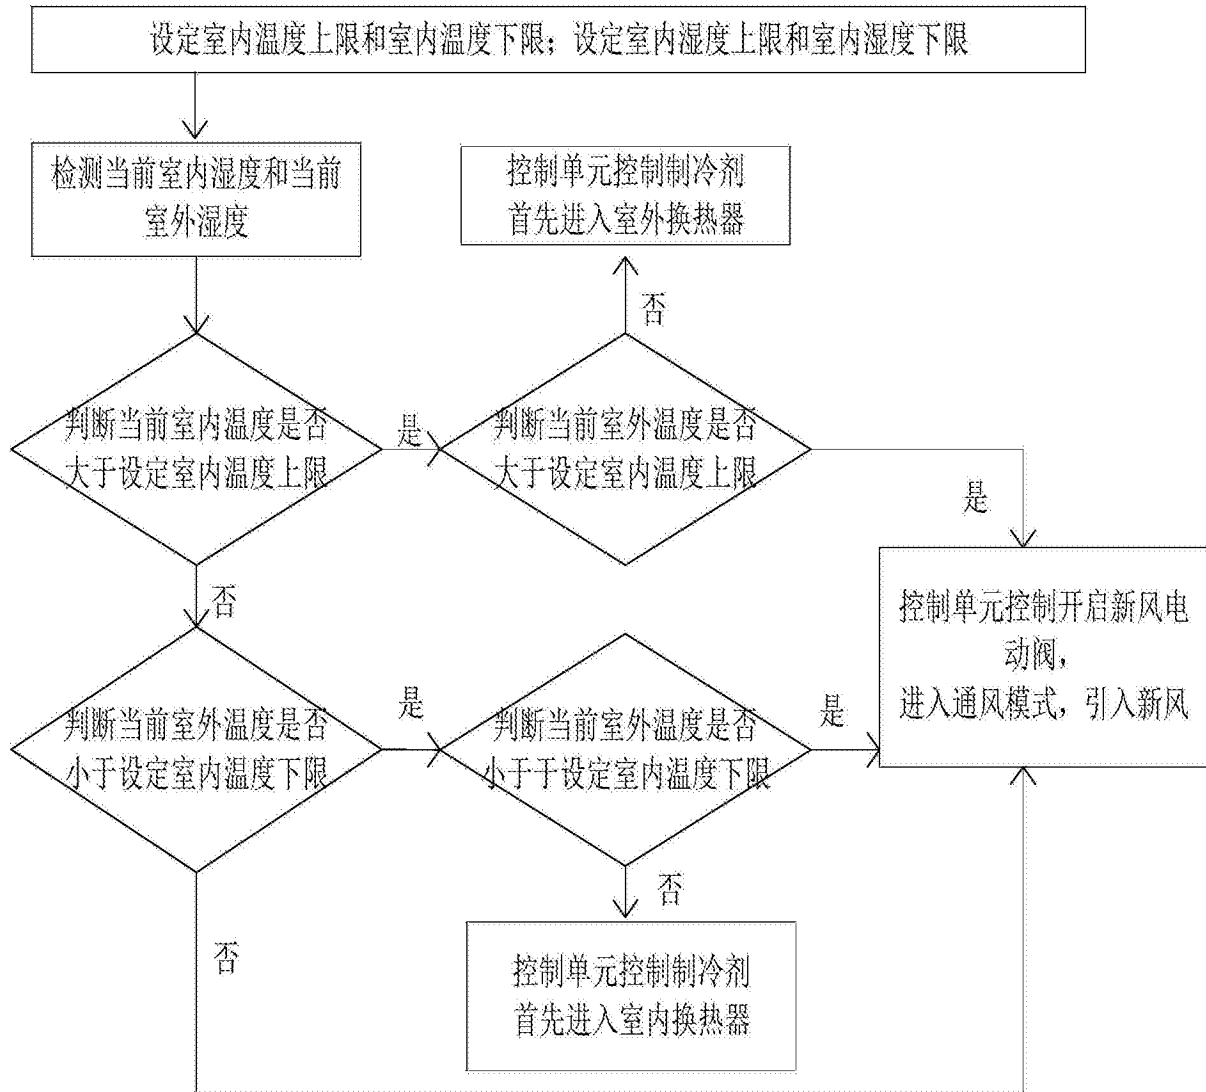 设定室内温度上限和室内温度下限；设定室内湿度上限和室内湿度下限
检测当前室内湿度和当前
室外湿度
控制单元控制制冷剂
首先进入室外换热器
否
判断当前室内温度是否
大于设定室内温度上限
是
判断当前室外温度是否
大于设定室内温度上限
是
否
控制单元控制开启新风电
动阀，
进入通风模式，引入新风
判断当前室外温度是否
小于设定室内温度下限
是
判断当前室外温度是否
小于于设定室内温度下限
是
否
否
控制单元控制制冷剂
首先进入室内换热器